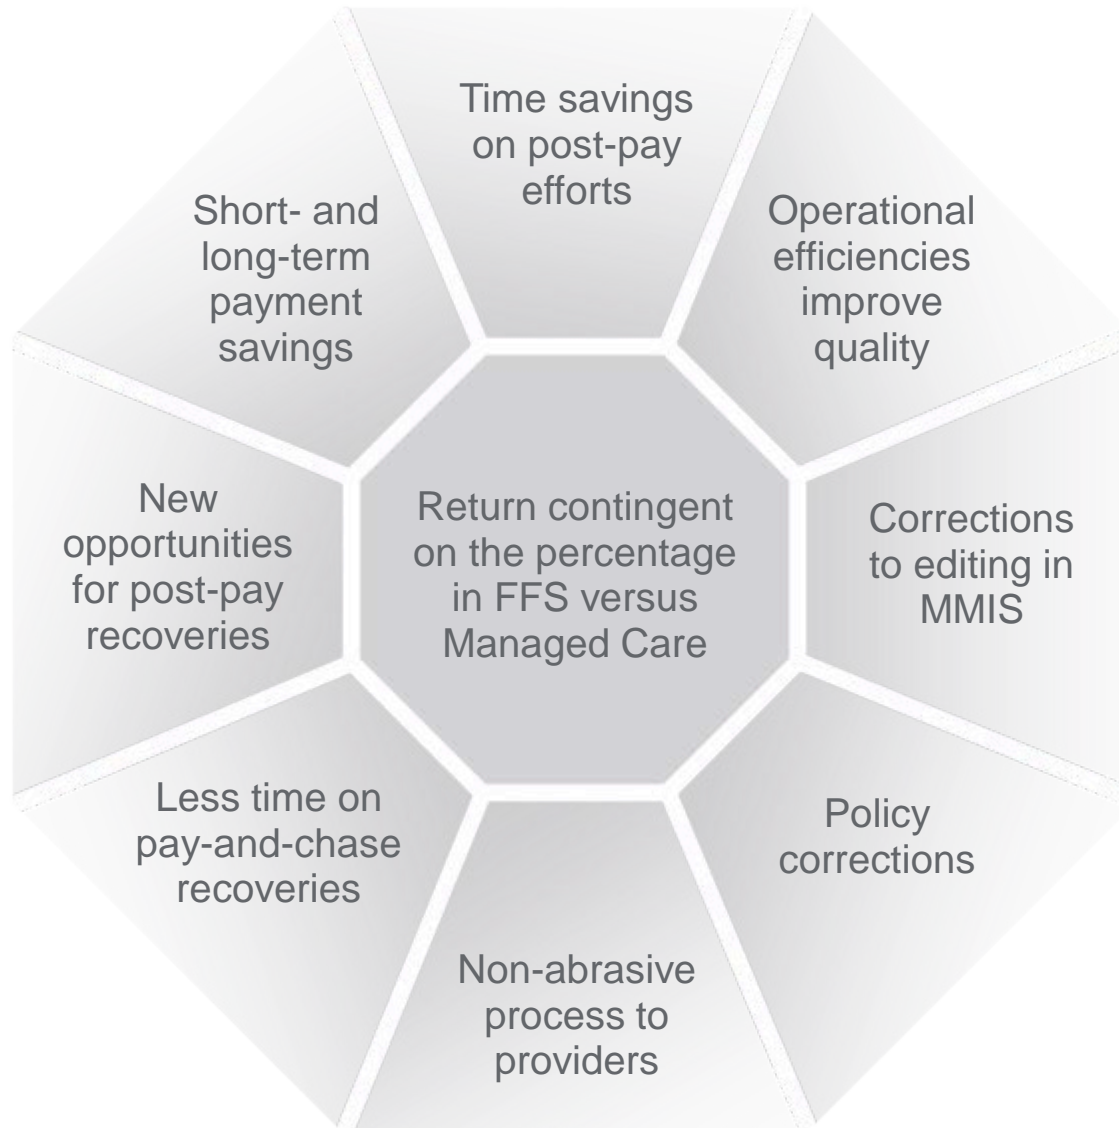 Time savings
on post-pay
efforts
Operational
efficiencies
improve
quality
Corrections
to editing in
MMIS
Policy
corrections
Non-abrasive
process to
providers
Less time on
pay-and-chase
recoveries
New
opportunities
for post-pay
recoveries
Short- and
long-term
payment
savings
Return contingent
on the percentage
in FFS versus
Managed Care